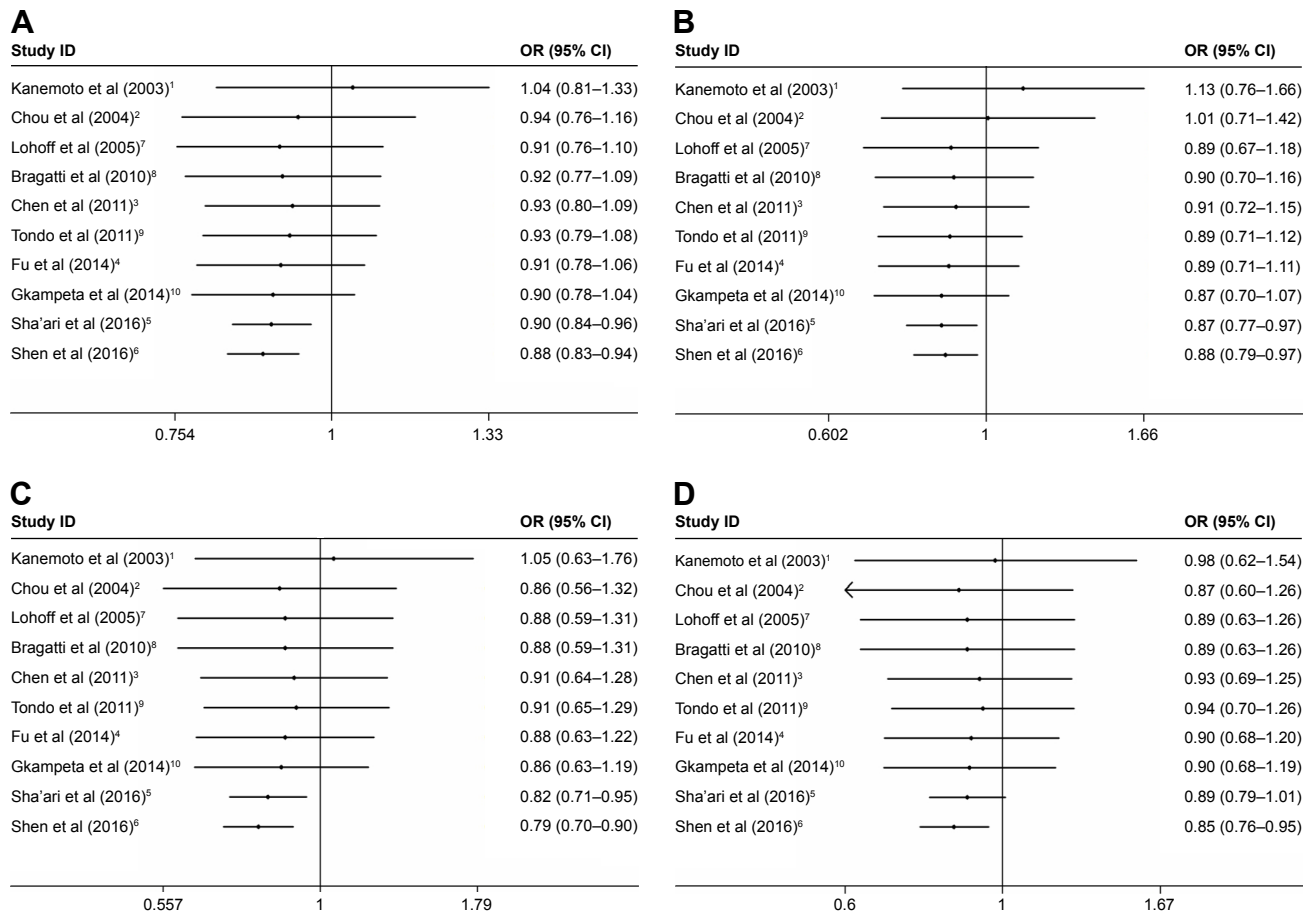 A
Study ID OR (95% CI)
Kanemoto et al (2003)¹ 1.04 (0.81–1.33)
Chou et al (2004)² 0.94 (0.76–1.16)
Lohoff et al (2005)⁷ 0.91 (0.76–1.10)
Bragatti et al (2010)⁸ 0.92 (0.77–1.09)
Chen et al (2011)³ 0.93 (0.80–1.09)
Tondo et al (2011)⁹ 0.93 (0.79–1.08)
Fu et al (2014)⁴ 0.91 (0.78–1.06)
Gkampeta et al (2014)¹⁰ 0.90 (0.78–1.04)
Sha’ari et al (2016)⁵ 0.90 (0.84–0.96)
Shen et al (2016)⁶ 0.88 (0.83–0.94)
0.754 1 1.33
B
Study ID OR (95% CI)
Kanemoto et al (2003)¹ 1.13 (0.76–1.66)
Chou et al (2004)² 1.01 (0.71–1.42)
Lohoff et al (2005)⁷ 0.89 (0.67–1.18)
Bragatti et al (2010)⁸ 0.90 (0.70–1.16)
Chen et al (2011)³ 0.91 (0.72–1.15)
Tondo et al (2011)⁹ 0.89 (0.71–1.12)
Fu et al (2014)⁴ 0.89 (0.71–1.11)
Gkampeta et al (2014)¹⁰ 0.87 (0.70–1.07)
Sha’ari et al (2016)⁵ 0.87 (0.77–0.97)
Shen et al (2016)⁶ 0.88 (0.79–0.97)
0.602 1 1.66
C
Study ID OR (95% CI)
Kanemoto et al (2003)¹ 1.05 (0.63–1.76)
Chou et al (2004)² 0.86 (0.56–1.32)
Lohoff et al (2005)⁷ 0.88 (0.59–1.31)
Bragatti et al (2010)⁸ 0.88 (0.59–1.31)
Chen et al (2011)³ 0.91 (0.64–1.28)
Tondo et al (2011)⁹ 0.91 (0.65–1.29)
Fu et al (2014)⁴ 0.88 (0.63–1.22)
Gkampeta et al (2014)¹⁰ 0.86 (0.63–1.19)
Sha’ari et al (2016)⁵ 0.82 (0.71–0.95)
Shen et al (2016)⁶ 0.79 (0.70–0.90)
0.557 1 1.79
D
Study ID OR (95% CI)
Kanemoto et al (2003)¹ 0.98 (0.62–1.54)
Chou et al (2004)² 0.87 (0.60–1.26)
Lohoff et al (2005)⁷ 0.89 (0.63–1.26)
Bragatti et al (2010)⁸ 0.89 (0.63–1.26)
Chen et al (2011)³ 0.93 (0.69–1.25)
Tondo et al (2011)⁹ 0.94 (0.70–1.26)
Fu et al (2014)⁴ 0.90 (0.68–1.20)
Gkampeta et al (2014)¹⁰ 0.90 (0.68–1.19)
Sha’ari et al (2016)⁵ 0.89 (0.79–1.01)
Shen et al (2016)⁶ 0.85 (0.76–0.95)
0.6 1 1.67